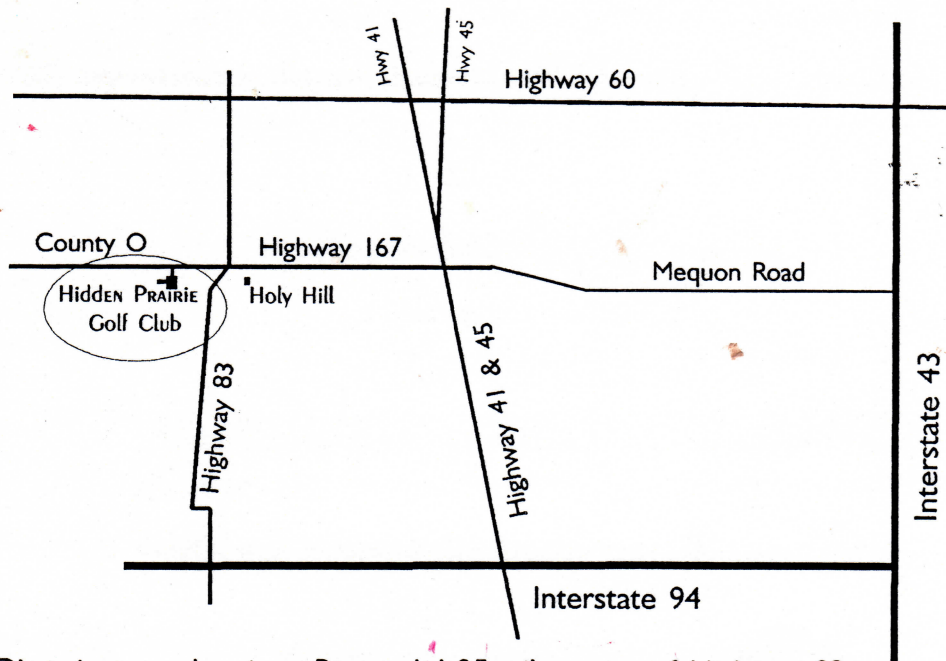 Hwy 41
Hwy 45
Highway 60
County O
Highway 167
Mequon Road
Hidden Prairie
Golf Club
Holy Hill
Highway 83
Highway 41 & 45
Interstate 43
Interstate 94